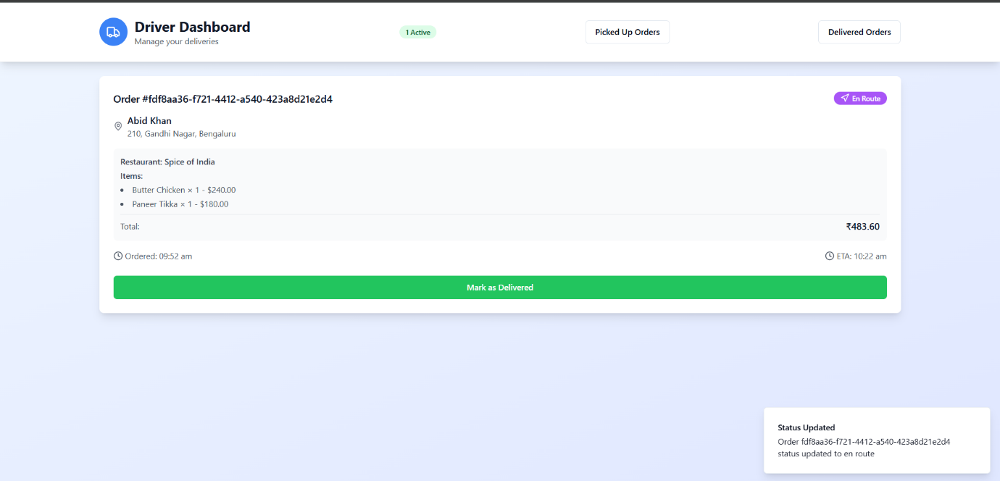 Driver Dashboard
Manage your deliveries
1 Active
Picked Up Orders
Delivered Orders
Order #fdf8aa36-f721-4412-a540-423a8d21e2d4
En Route
Abid Khan
210, Gandhi Nagar, Bengaluru
Restaurant: Spice of India
Items:
• Butter Chicken × 1 - $240.00
• Paneer Tikka × 1 - $180.00
Total: ₹483.60
Ordered: 09:52 am
ETA: 10:22 am
Mark as Delivered
Status Updated
Order fdf8aa36-f721-4412-a540-423a8d21e2d4
status updated to en route